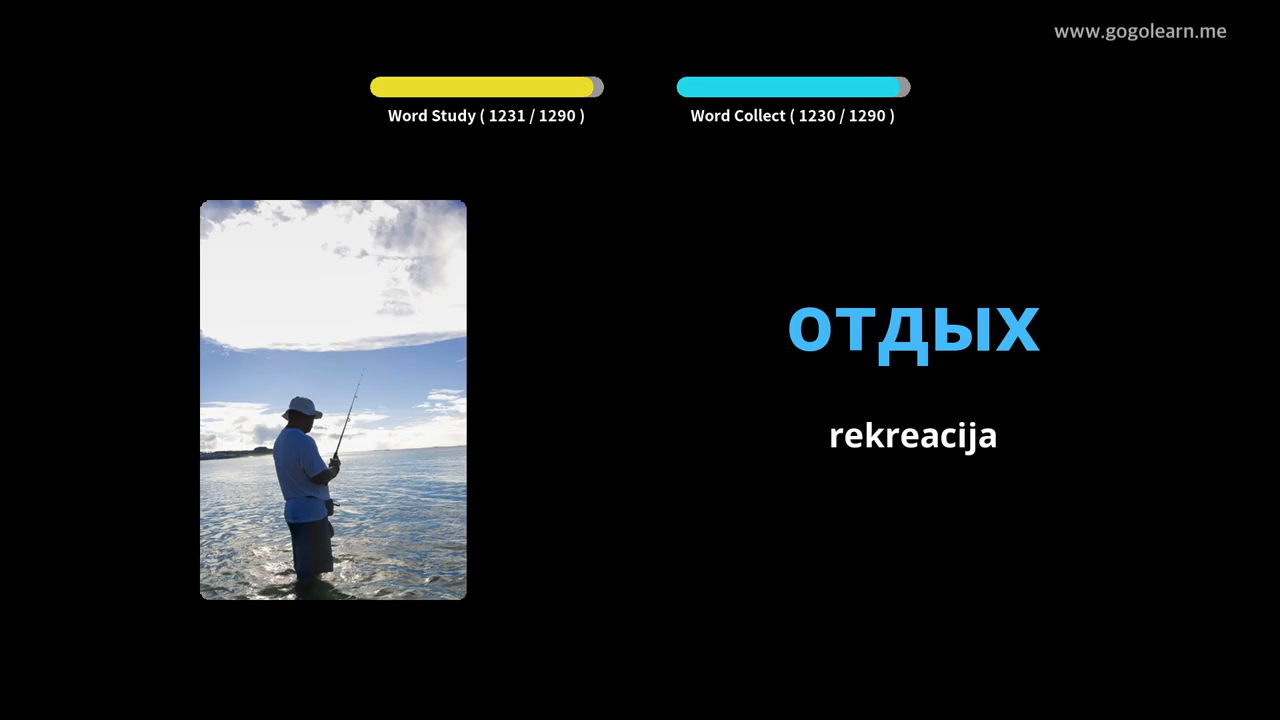 www.gogolearn.me
Word Study ( 1231 / 1290 )
Word Collect ( 1230 / 1290 )
отдых
rekreacija